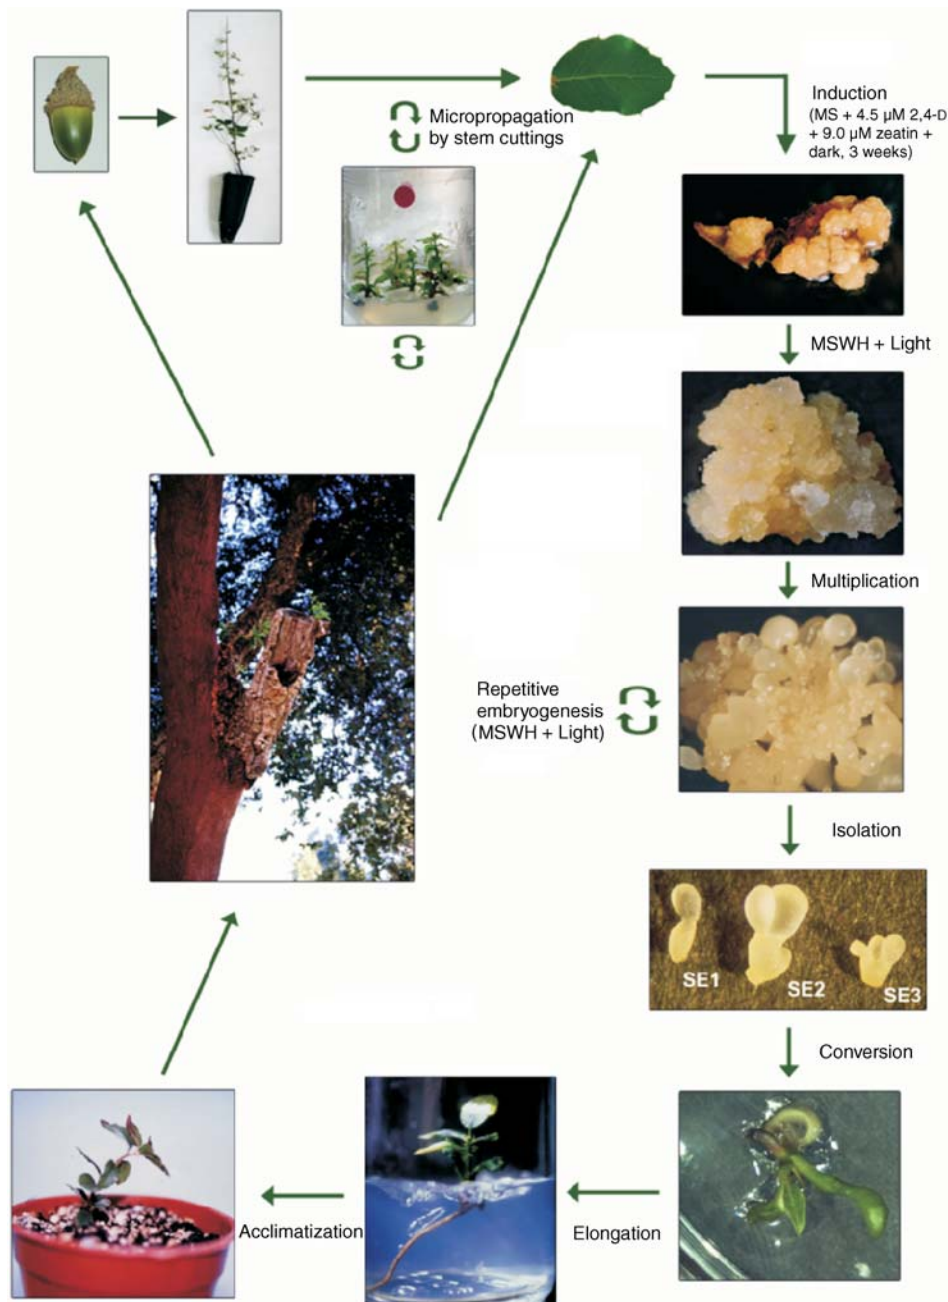 Micropropagation
by stem cuttings
Induction
(MS + 4.5 µM 2,4-D
+ 9.0 µM zeatin +
dark, 3 weeks)
MSWH + Light
Multiplication
Repetitive
embryogenesis
(MSWH + Light)
Isolation
SE1
SE2
SE3
Conversion
Elongation
Acclimatization